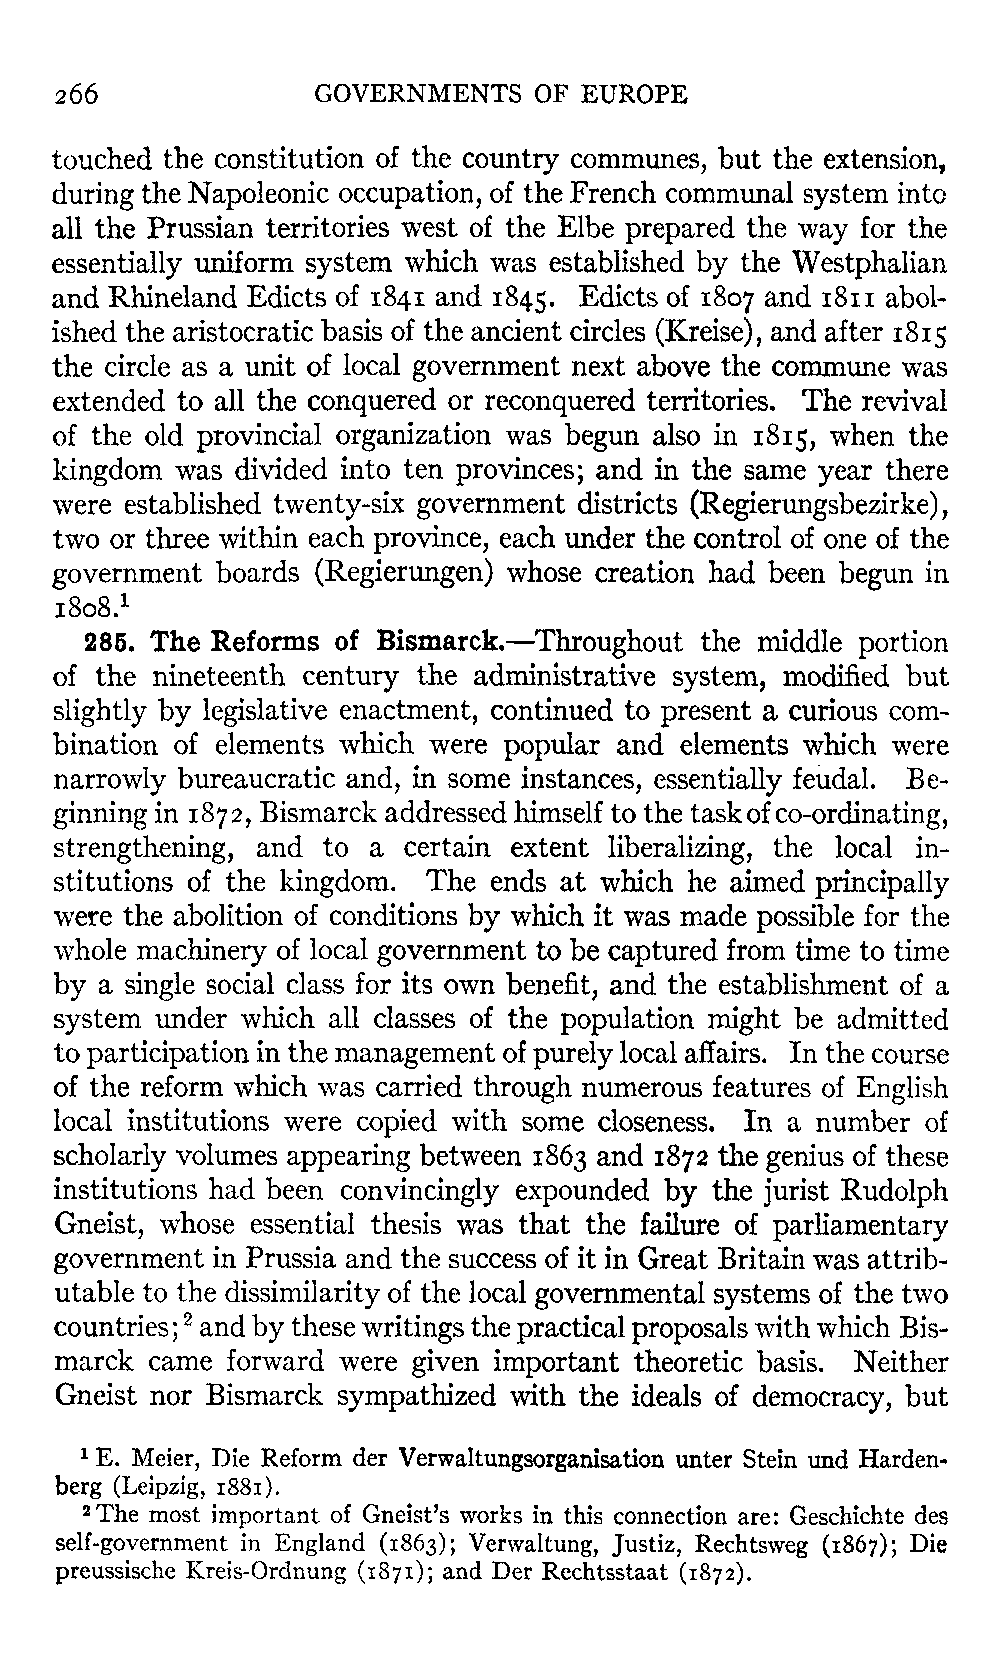 266 GOVERNMENTS OF EUROPE
touched the constitution of the country communes, but the extension,
during the Napoleonic occupation, of the French communal system into
all the Prussian territories west of the Elbe prepared the way for the
essentially uniform system which was established by the Westphalian
and Rhineland Edicts of 1841 and 1845. Edicts of 1807 and 1811 abol-
ished the aristocratic basis of the ancient circles (Kreise), and after 1815
the circle as a unit of local government next above the commune was
extended to all the conquered or reconquered territories. The revival
of the old provincial organization was begun also in 1815, when the
kingdom was divided into ten provinces; and in the same year there
were established twenty-six government districts (Regierungsbezirke),
two or three within each province, each under the control of one of the
government boards (Regierungen) whose creation had been begun in
1808.¹
285. The Reforms of Bismarck.—Throughout the middle portion
of the nineteenth century the administrative system, modified but
slightly by legislative enactment, continued to present a curious com-
bination of elements which were popular and elements which were
narrowly bureaucratic and, in some instances, essentially feudal. Be-
ginning in 1872, Bismarck addressed himself to the task of co-ordinating,
strengthening, and to a certain extent liberalizing, the local in-
stitutions of the kingdom. The ends at which he aimed principally
were the abolition of conditions by which it was made possible for the
whole machinery of local government to be captured from time to time
by a single social class for its own benefit, and the establishment of a
system under which all classes of the population might be admitted
to participation in the management of purely local affairs. In the course
of the reform which was carried through numerous features of English
local institutions were copied with some closeness. In a number of
scholarly volumes appearing between 1863 and 1872 the genius of these
institutions had been convincingly expounded by the jurist Rudolph
Gneist, whose essential thesis was that the failure of parliamentary
government in Prussia and the success of it in Great Britain was attrib-
utable to the dissimilarity of the local governmental systems of the two
countries;² and by these writings the practical proposals with which Bis-
marck came forward were given important theoretic basis. Neither
Gneist nor Bismarck sympathized with the ideals of democracy, but
¹ E. Meier, Die Reform der Verwaltungsorganisation unter Stein und Harden-
berg (Leipzig, 1881).
² The most important of Gneist's works in this connection are: Geschichte des
self-government in England (1863); Verwaltung, Justiz, Rechtsweg (1867); Die
preussische Kreis-Ordnung (1871); and Der Rechtsstaat (1872).